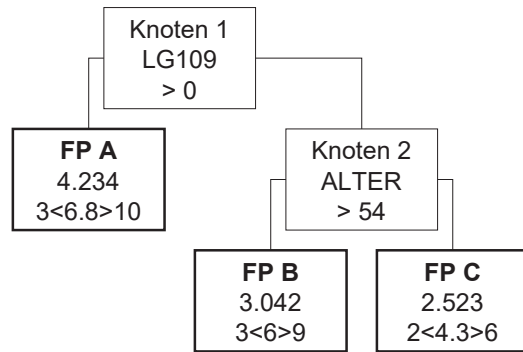 Knoten 1
LG109
> 0
FP A
4.234
3<6.8>10
Knoten 2
ALTER
> 54
FP B
3.042
3<6>9
FP C
2.523
2<4.3>6